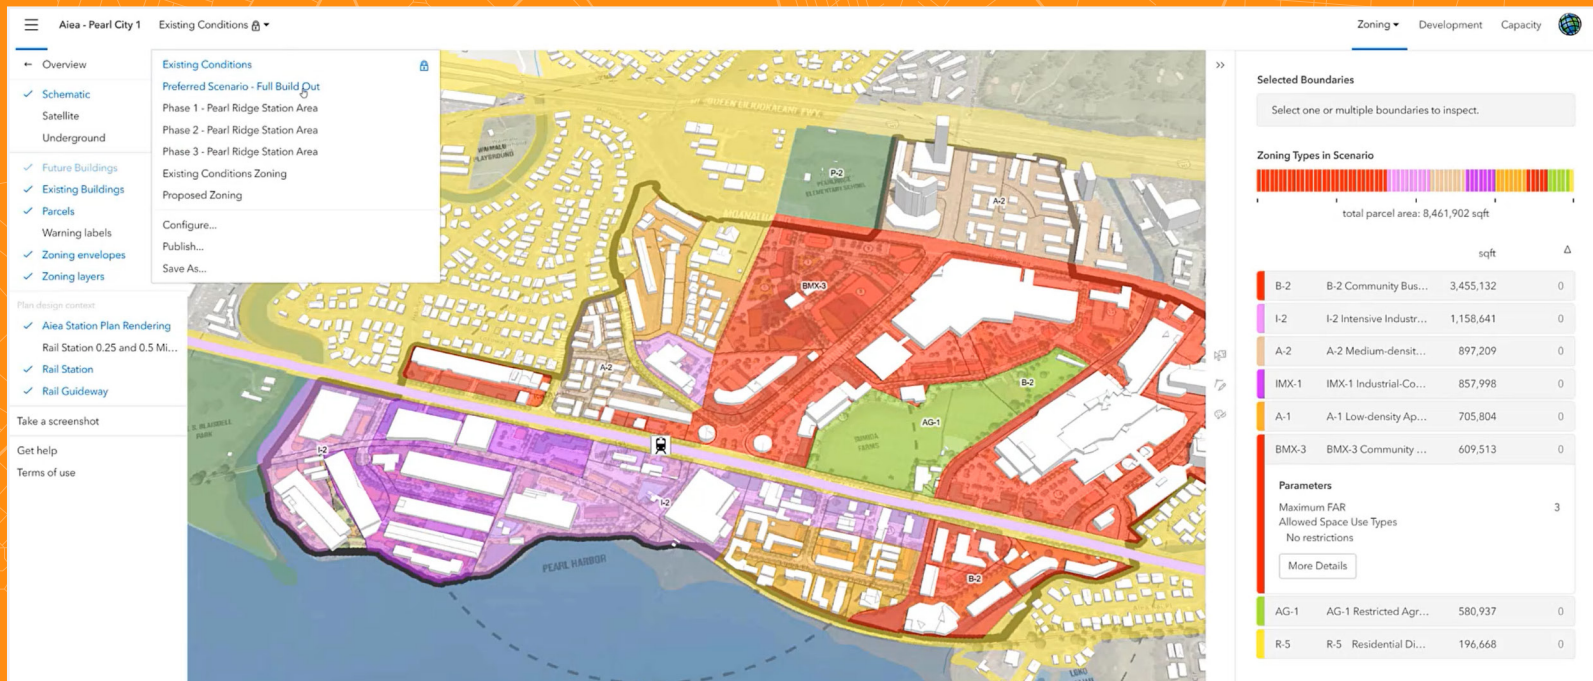 Aiea - Pearl City 1
Existing Conditions
Zoning
Development
Capacity
← Overview
Schematic
Satellite
Underground
Future Buildings
Existing Buildings
Parcels
Warning labels
Zoning envelopes
Zoning layers
Plan design context
Aiea Station Plan Rendering
Rail Station 0.25 and 0.5 Mi...
Rail Station
Rail Guideway
Take a screenshot
Get help
Terms of use
Existing Conditions
Preferred Scenario - Full Build Out
Phase 1 - Pearl Ridge Station Area
Phase 2 - Pearl Ridge Station Area
Phase 3 - Pearl Ridge Station Area
Existing Conditions Zoning
Proposed Zoning
Configure...
Publish...
Save As...
PLAYGROUND
P-2
ELEMENTARY SCHOOL
A-2
BMX-3
A-2
B-2
AG-1
FARMS
PARK
I-2
I-2
B-2
PEARL HARBOR
Selected Boundaries
Select one or multiple boundaries to inspect.
Zoning Types in Scenario
total parcel area: 8,461,902 sqft
sqft Δ
B-2 B-2 Community Bus... 3,455,132 0
I-2 I-2 Intensive Industr... 1,158,641 0
A-2 A-2 Medium-densit... 897,209 0
IMX-1 IMX-1 Industrial-Co... 857,998 0
A-1 A-1 Low-density Ap... 705,804 0
BMX-3 BMX-3 Community ... 609,513 0
Parameters
Maximum FAR 3
Allowed Space Use Types
No restrictions
More Details
AG-1 AG-1 Restricted Agr... 580,937 0
R-5 R-5 Residential Di... 196,668 0